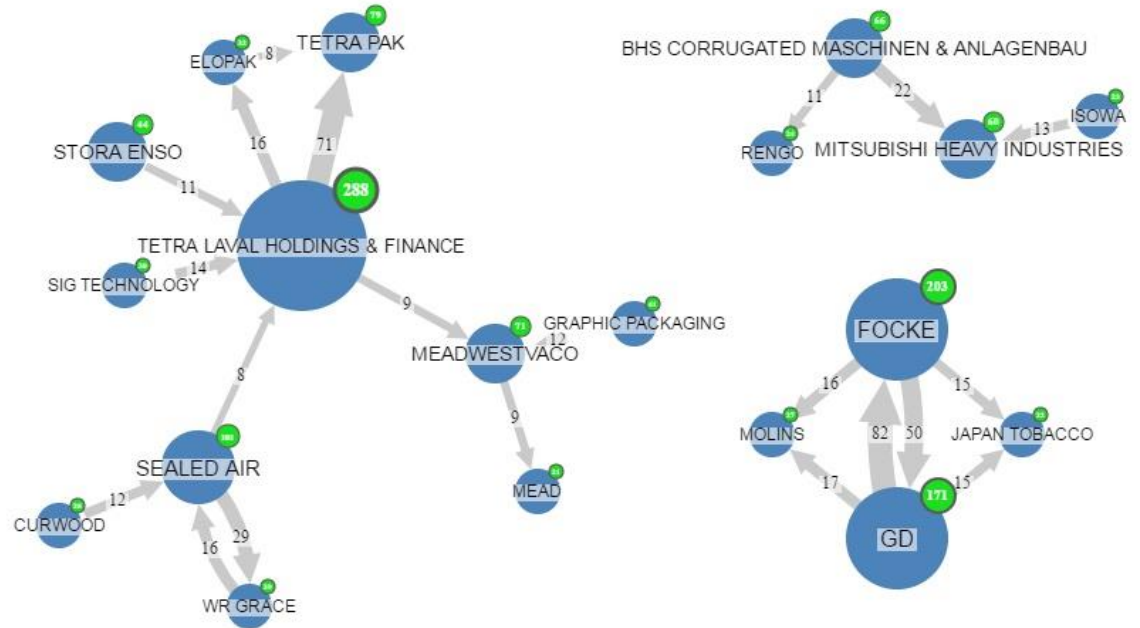 79
TETRA PAK
ELOPAK
8
16
71
44
STORA ENSO
11
288
TETRA LAVAL HOLDINGS & FINANCE
14
SIG TECHNOLOGY
9
71
MEADWESTVACO
GRAPHIC PACKAGING
12
9
MEAD
8
SEALED AIR
12
CURWOOD
16
29
WR GRACE
66
BHS CORRUGATED MASCHINEN & ANLAGENBAU
11
22
RENGO
68
MITSUBISHI HEAVY INDUSTRIES
13
ISOWA
203
FOCKE
16
15
MOLINS
82
50
JAPAN TOBACCO
17
15
171
GD